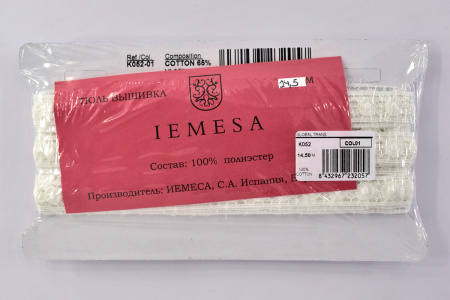 Ref./Col. Composition
K052-01 COTTON 65%
ТЮЛЬ ВЫШИВКА
24,5 М
IEMESA
Состав: 100% полиэстер
Производитель: ИЕМЕСА, С.А. Испания,
GLOBAL TRANS
K052 COL01
14,50 M
100%
COTTON
8 432967 232057